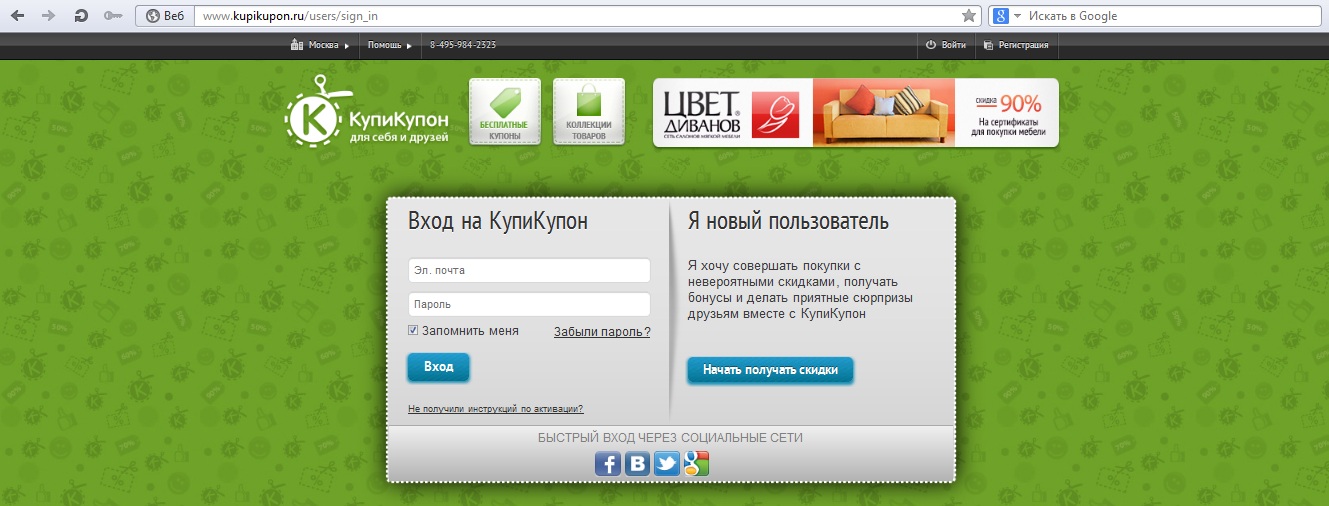 Веб
www.kupikupon.ru/users/sign_in
Искать в Google
Москва
Помощь
8-495-984-2323
Войти
Регистрация
КупиКупон
для себя и друзей
БЕСПЛАТНЫЕ
КУПОНЫ
КОЛЛЕКЦИИ
ТОВАРОВ
ЦВЕТ
ДИВАНОВ
СЕТЬ САЛОНОВ МЯГКОЙ МЕБЕЛИ
скидка 90%
На сертификаты
для покупки мебели
Вход на КупиКупон
Эл. почта
Пароль
Запомнить меня
Забыли пароль?
Вход
Не получили инструкций по активации?
Я новый пользователь
Я хочу совершать покупки с
невероятными скидками, получать
бонусы и делать приятные сюрпризы
друзьям вместе с КупиКупон
Начать получать скидки
БЫСТРЫЙ ВХОД ЧЕРЕЗ СОЦИАЛЬНЫЕ СЕТИ